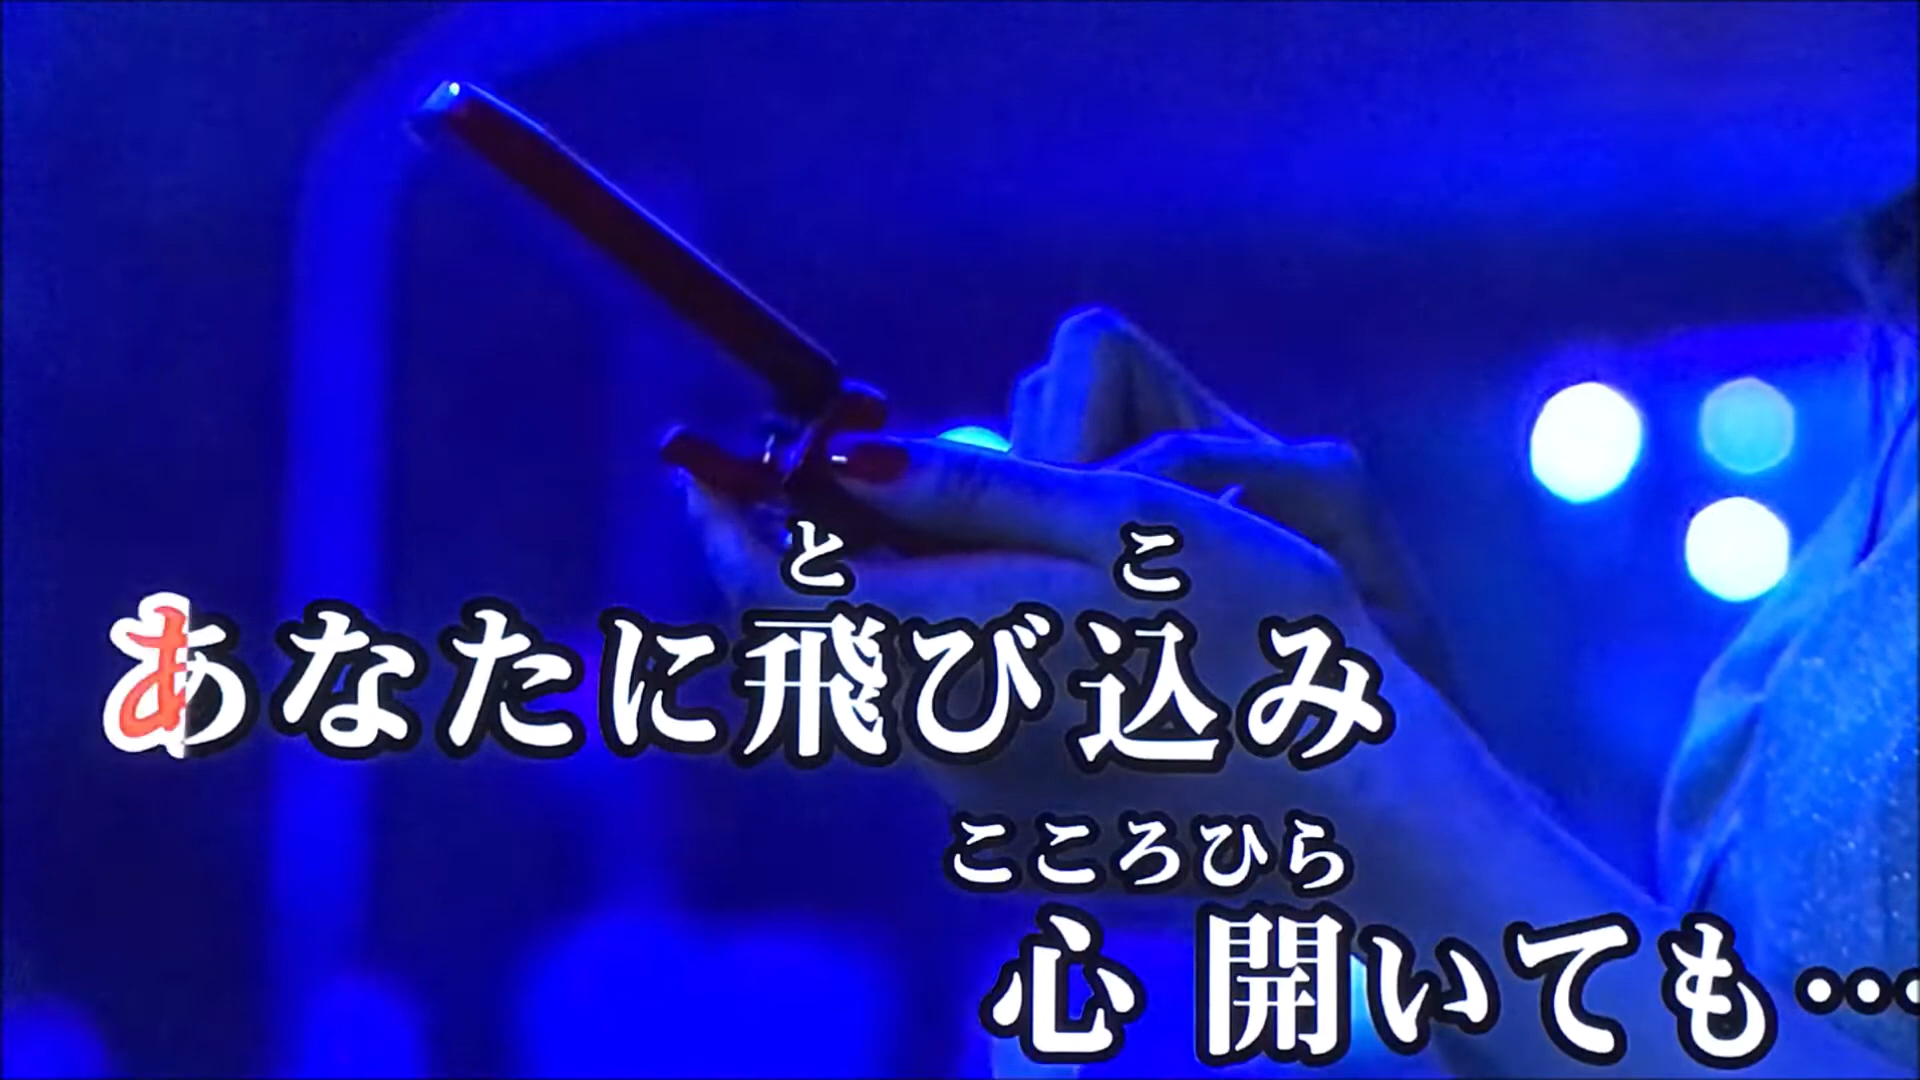 とこ
あなたに飛び込み
こころひら
心 開いても…